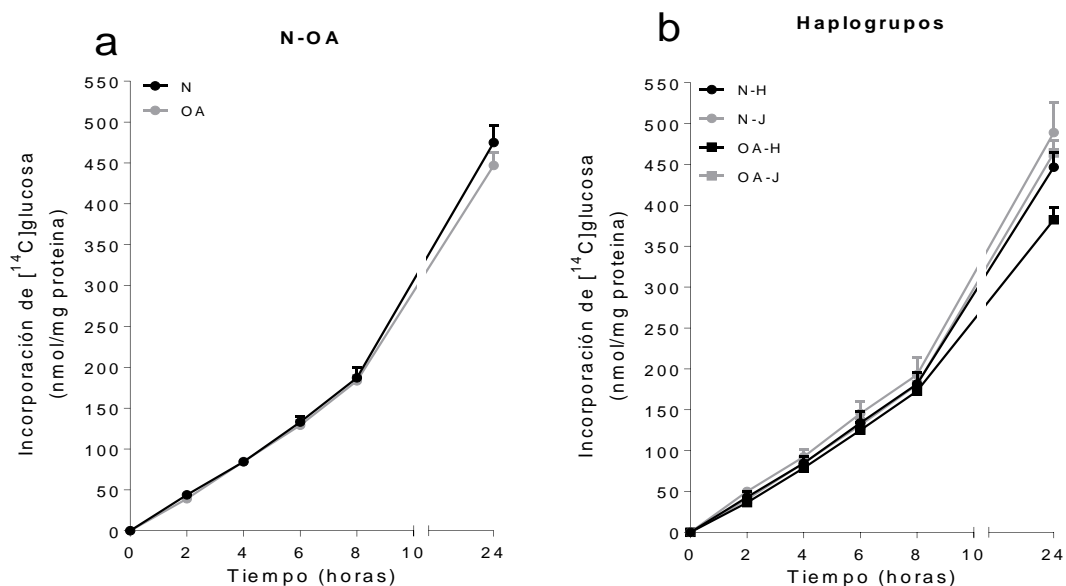 a
N-OA
N
OA
550
500
450
400
350
300
250
200
150
100
50
0
0 2 4 6 8 10 24
Tiempo (horas)
Incorporación de [14C]glucosa
(nmol/mg proteina)
b
Haplogrupos
N-H
N-J
OA-H
OA-J
550
500
450
400
350
300
250
200
150
100
50
0
0 2 4 6 8 10 24
Tiempo (horas)
Incorporación de [14C]glucosa
(nmol/mg proteina)